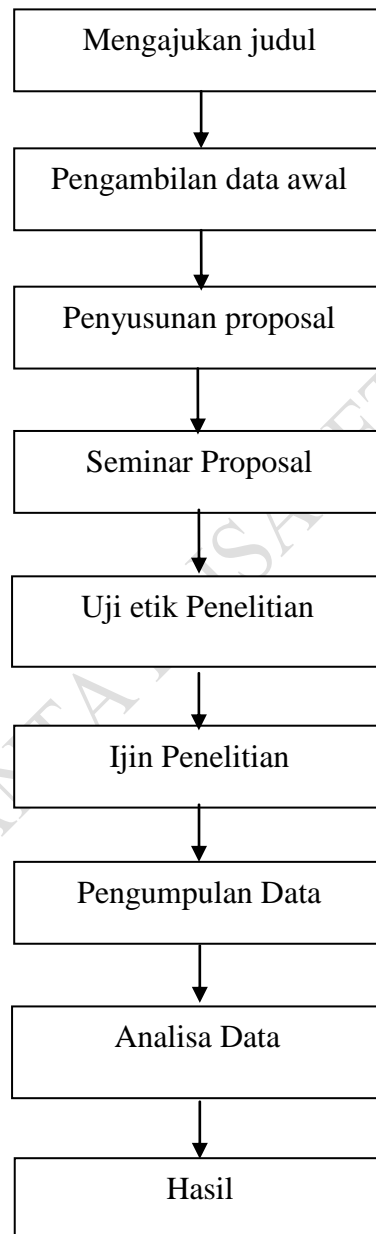 Mengajukan judul
Pengambilan data awal
Penyusunan proposal
Seminar Proposal
Uji etik Penelitian
Ijin Penelitian
Pengumpulan Data
Analisa Data
Hasil